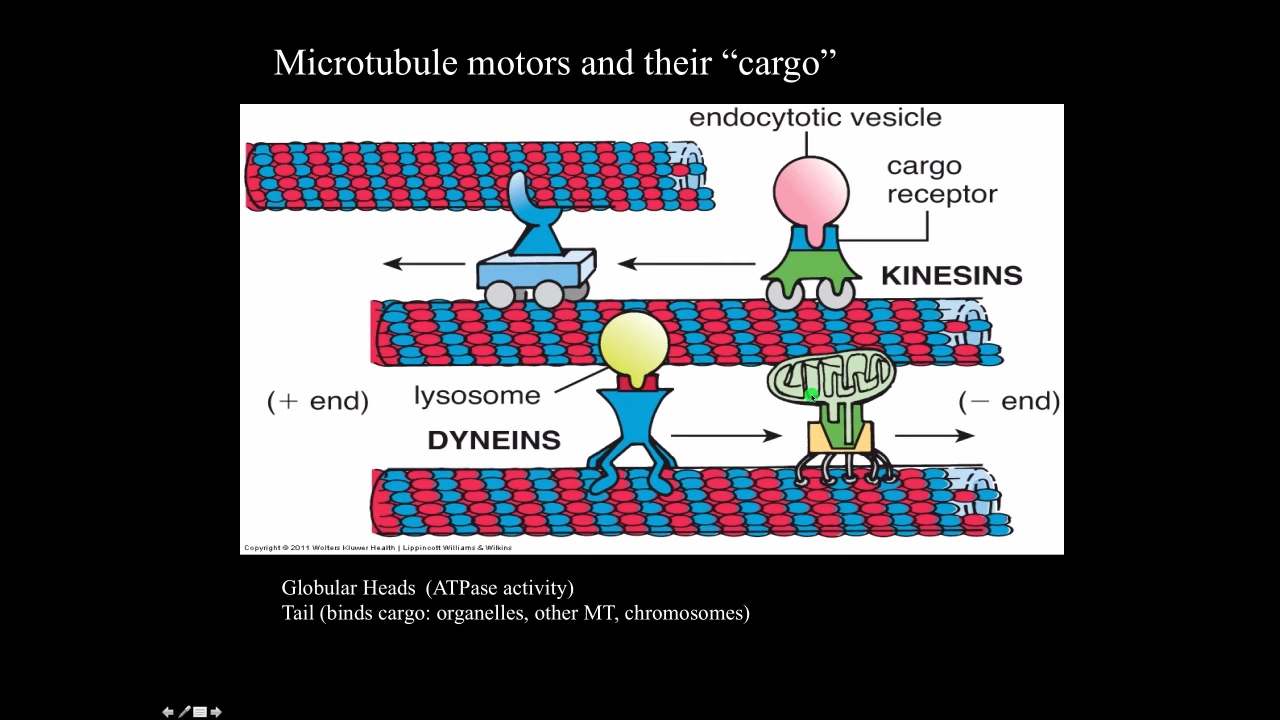 Microtubule motors and their “cargo”
endocytotic vesicle
cargo
receptor
KINESINS
(+ end)
lysosome
(− end)
DYNEINS
Copyright © 2011 Wolters Kluwer Health | Lippincott Williams & Wilkins
Globular Heads (ATPase activity)
Tail (binds cargo: organelles, other MT, chromosomes)